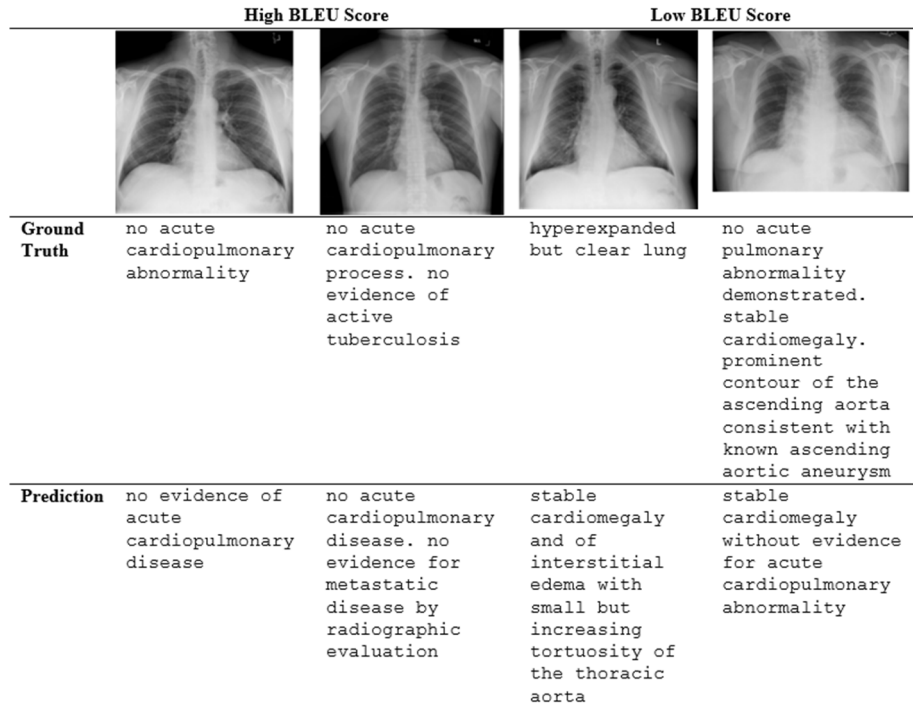 High BLEU Score
Low BLEU Score
L
Ground
Truth
no acute
cardiopulmonary
abnormality
no acute
cardiopulmonary
process. no
evidence of
active
tuberculosis
hyperexpanded
but clear lung
no acute
pulmonary
abnormality
demonstrated.
stable
cardiomegaly.
prominent
contour of the
ascending aorta
consistent with
known ascending
aortic aneurysm
Prediction
no evidence of
acute
cardiopulmonary
disease
no acute
cardiopulmonary
disease. no
evidence for
metastatic
disease by
radiographic
evaluation
stable
cardiomegaly
and of
interstitial
edema with
small but
increasing
tortuosity of
the thoracic
aorta
stable
cardiomegaly
without evidence
for acute
cardiopulmonary
abnormality